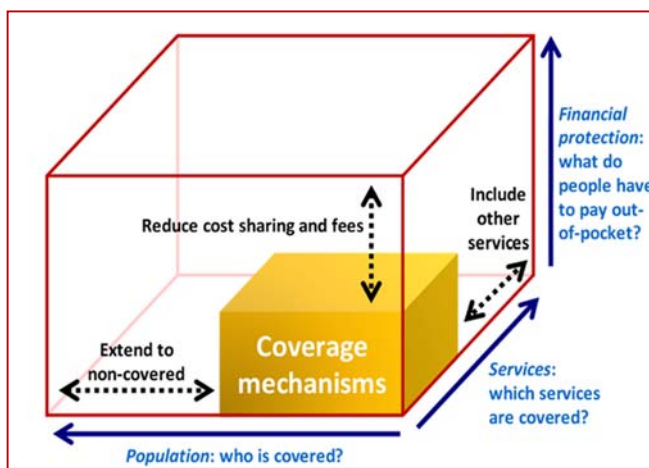 Financial
protection:
what do
people have
to pay out-
of-pocket?
Include
other
services
Reduce cost sharing and fees
Extend to
non-covered
Coverage
mechanisms
Services:
which services
are covered?
Population: who is covered?